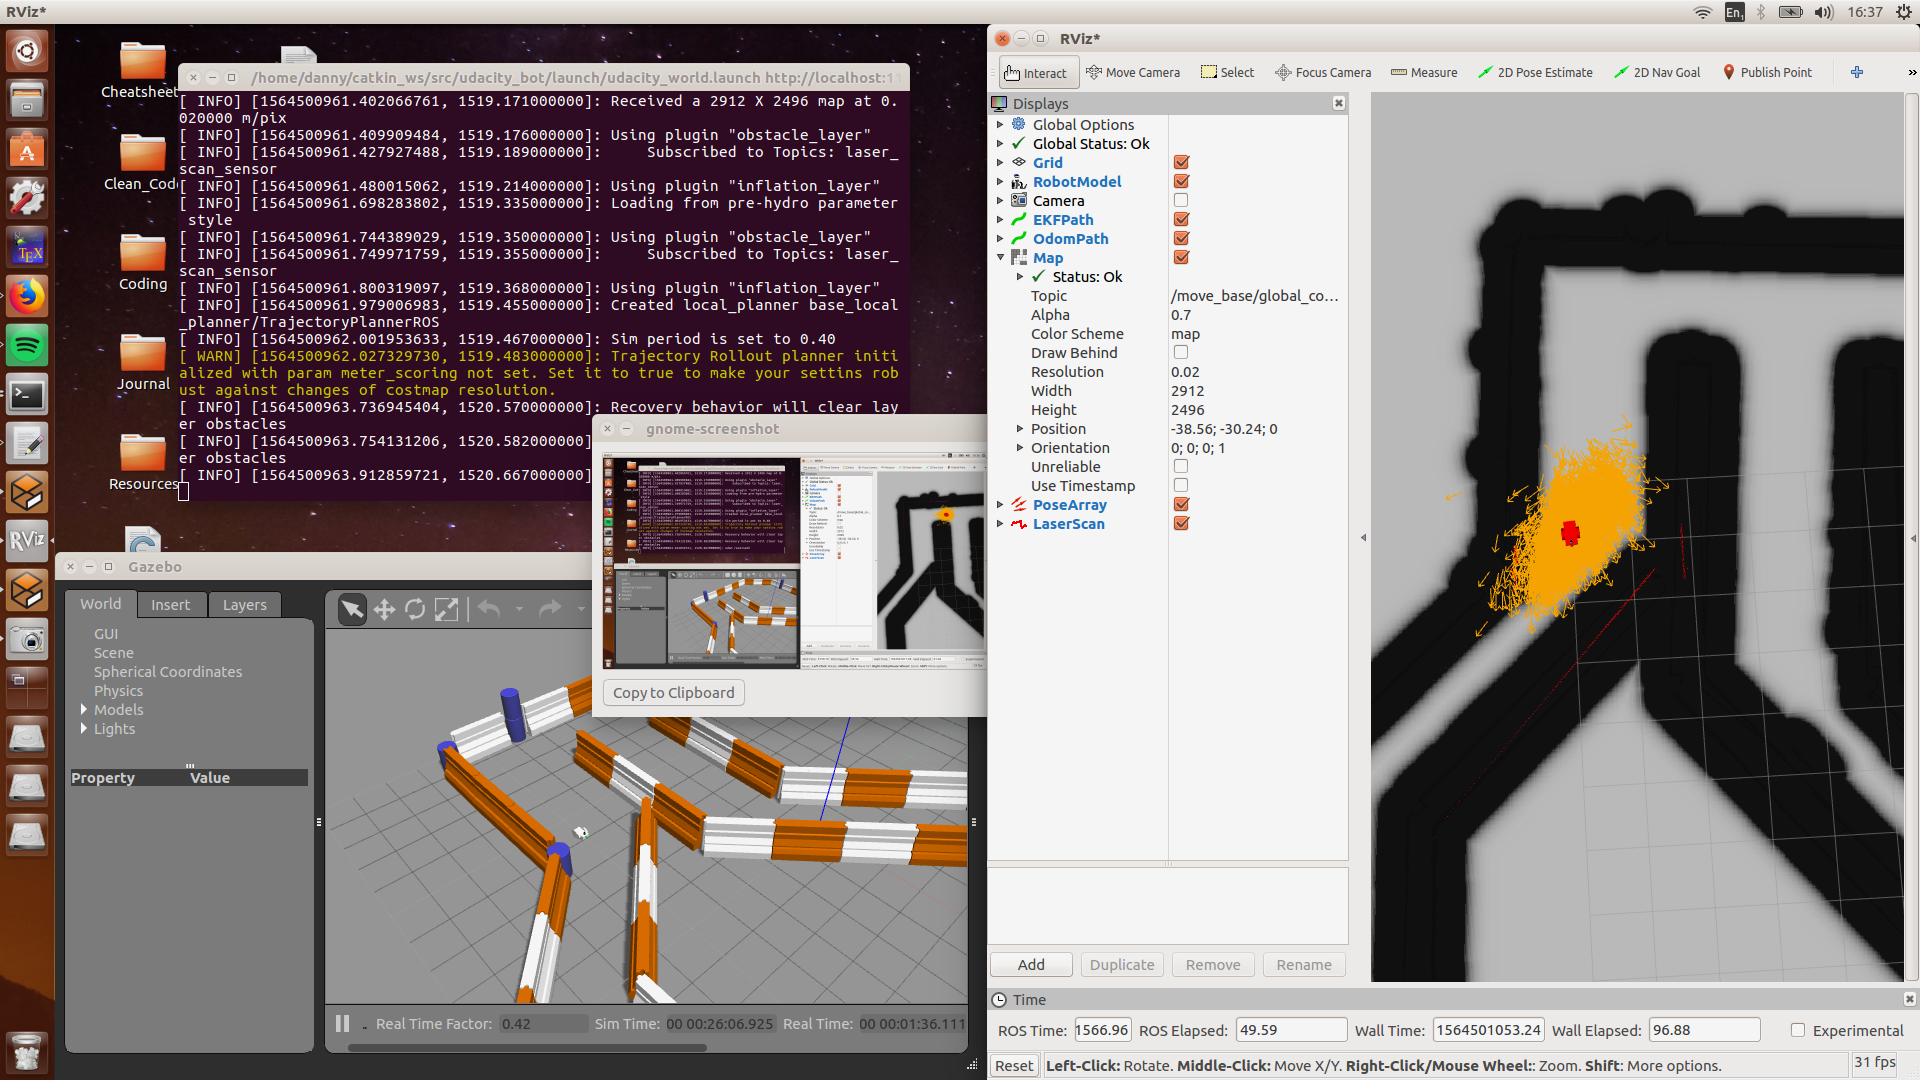 RViz*
En1
16:37
Cheatsheet
Clean_Code
Coding
Journal
Resources
/home/danny/catkin_ws/src/udacity_bot/launch/udacity_world.launch http://localhost:11
[ INFO] [1564500961.402066761, 1519.171000000]: Received a 2912 X 2496 map at 0.
020000 m/pix
[ INFO] [1564500961.409909484, 1519.176000000]: Using plugin "obstacle_layer"
[ INFO] [1564500961.427927488, 1519.189000000]:     Subscribed to Topics: laser_
scan_sensor
[ INFO] [1564500961.480015062, 1519.214000000]: Using plugin "inflation_layer"
[ INFO] [1564500961.698283802, 1519.335000000]: Loading from pre-hydro parameter
 style
[ INFO] [1564500961.744389029, 1519.350000000]: Using plugin "obstacle_layer"
[ INFO] [1564500961.749971759, 1519.355000000]:     Subscribed to Topics: laser_
scan_sensor
[ INFO] [1564500961.800319097, 1519.368000000]: Using plugin "inflation_layer"
[ INFO] [1564500961.979006983, 1519.455000000]: Created local_planner base_local
_planner/TrajectoryPlannerROS
[ INFO] [1564500962.001953633, 1519.467000000]: Sim period is set to 0.40
[ WARN] [1564500962.027329730, 1519.483000000]: Trajectory Rollout planner initi
alized with param meter_scoring not set. Set it to true to make your settins rob
ust against changes of costmap resolution.
[ INFO] [1564500963.736945404, 1520.570000000]: Recovery behavior will clear lay
er obstacles
[ INFO] [1564500963.754131206, 1520.582000000]
er obstacles
[ INFO] [1564500963.912859721, 1520.667000000]
gnome-screenshot
Copy to Clipboard
Gazebo
World Insert Layers
GUI
Scene
Spherical Coordinates
Physics
Models
Lights
Property Value
Real Time Factor: 0.42 Sim Time: 00 00:26:06.925 Real Time: 00 00:01:36.111
RViz*
Interact Move Camera Select Focus Camera Measure 2D Pose Estimate 2D Nav Goal Publish Point
Displays
Global Options
Global Status: Ok
Grid
RobotModel
Camera
EKFPath
OdomPath
Map
Status: Ok
Topic /move_base/global_co...
Alpha 0.7
Color Scheme map
Draw Behind
Resolution 0.02
Width 2912
Height 2496
Position -38.56; -30.24; 0
Orientation 0; 0; 0; 1
Unreliable
Use Timestamp
PoseArray
LaserScan
Add Duplicate Remove Rename
Time
ROS Time: 1566.96 ROS Elapsed: 49.59 Wall Time: 1564501053.24 Wall Elapsed: 96.88 Experimental
Reset Left-Click: Rotate. Middle-Click: Move X/Y. Right-Click/Mouse Wheel:: Zoom. Shift: More options. 31 fps